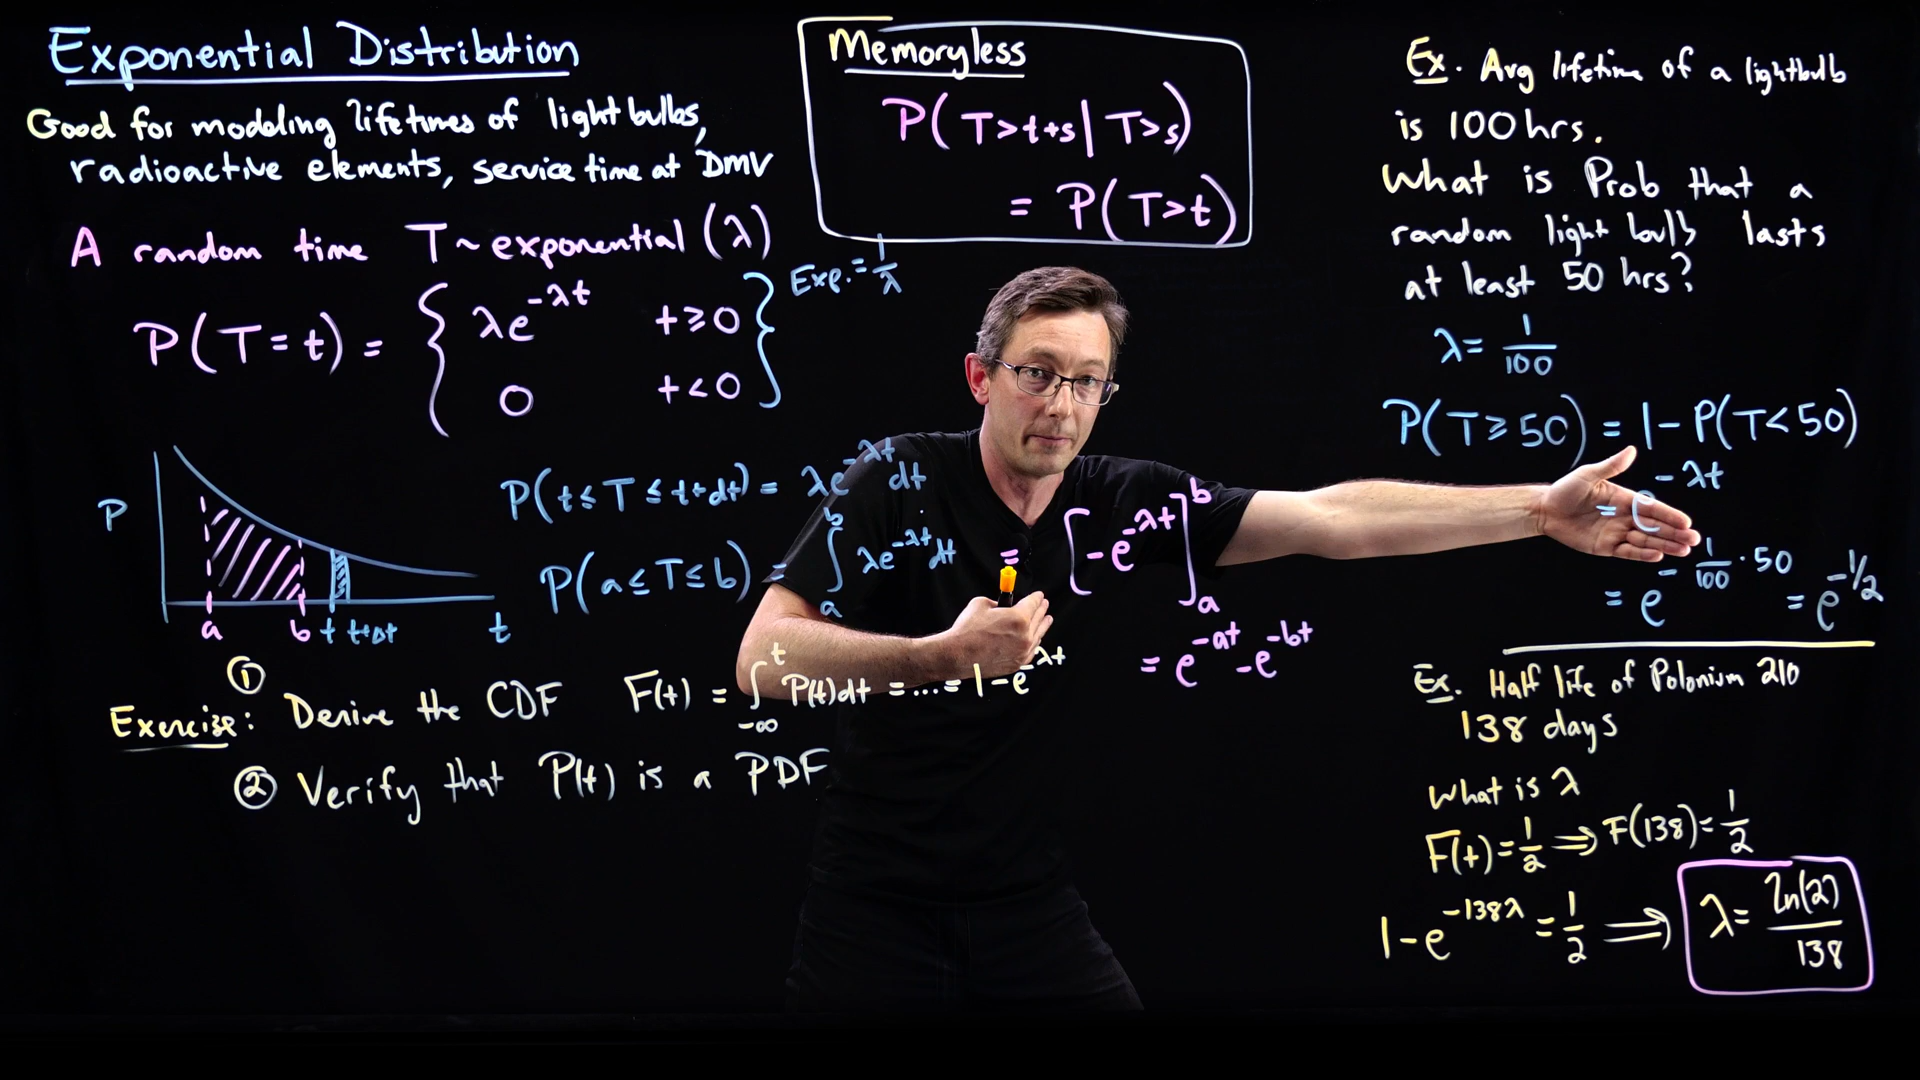 Exponential Distribution
Good for modeling lifetimes of light bulbs,
radioactive elements, service time at DMV
A random time T ~ exponential (λ)
P(T=t) = { λe^{-λt} t≥0
0 t<0 }
Exp. = 1/λ
P
a b t t+Δt t
P(t≤T≤t+dt) = λe^{-λt} dt
P(a≤T≤b) = ∫_a^b λe^{-λt} dt = [-e^{-λt}]_a^b
= e^{-at} - e^{-bt}
Exercise: ① Derive the CDF F(t) = ∫_{-∞}^t P(t)dt = ... = 1-e^{-λt}
② Verify that P(t) is a PDF
Memoryless
P(T>t+s|T>s)
= P(T>t)
Ex. Avg lifetime of a lightbulb
is 100 hrs.
What is Prob that a
random light bulb lasts
at least 50 hrs?
λ = 1/100
P(T≥50) = 1-P(T<50)
= e^{-λt}
= e^{-1/100·50} = e^{-1/2}
Ex. Half life of Polonium 210
138 days
What is λ
F(t)=1/2 ⟹ F(138)=1/2
1-e^{-138λ} = 1/2 ⟹ λ = ln(2)/138